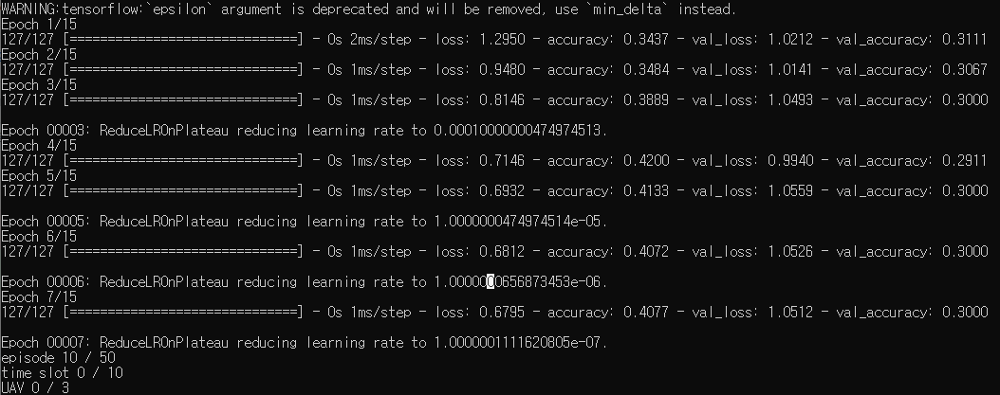 WARNING:tensorflow:`epsilon` argument is deprecated and will be removed, use `min_delta` instead.
Epoch 1/15
127/127 [==============================] - 0s 2ms/step - loss: 1.2950 - accuracy: 0.3437 - val_loss: 1.0212 - val_accuracy: 0.3111
Epoch 2/15
127/127 [==============================] - 0s 1ms/step - loss: 0.9480 - accuracy: 0.3484 - val_loss: 1.0141 - val_accuracy: 0.3067
Epoch 3/15
127/127 [==============================] - 0s 1ms/step - loss: 0.8146 - accuracy: 0.3889 - val_loss: 1.0493 - val_accuracy: 0.3000
Epoch 00003: ReduceLROnPlateau reducing learning rate to 0.00010000000474974513.
Epoch 4/15
127/127 [==============================] - 0s 1ms/step - loss: 0.7146 - accuracy: 0.4200 - val_loss: 0.9940 - val_accuracy: 0.2911
Epoch 5/15
127/127 [==============================] - 0s 1ms/step - loss: 0.6932 - accuracy: 0.4133 - val_loss: 1.0559 - val_accuracy: 0.3000
Epoch 00005: ReduceLROnPlateau reducing learning rate to 1.0000000474974514e-05.
Epoch 6/15
127/127 [==============================] - 0s 1ms/step - loss: 0.6812 - accuracy: 0.4072 - val_loss: 1.0526 - val_accuracy: 0.3000
Epoch 00006: ReduceLROnPlateau reducing learning rate to 1.0000000656873453e-06.
Epoch 7/15
127/127 [==============================] - 0s 1ms/step - loss: 0.6795 - accuracy: 0.4077 - val_loss: 1.0512 - val_accuracy: 0.3000
Epoch 00007: ReduceLROnPlateau reducing learning rate to 1.0000001111620805e-07.
episode 10 / 50
time slot 0 / 10
UAV 0 / 3